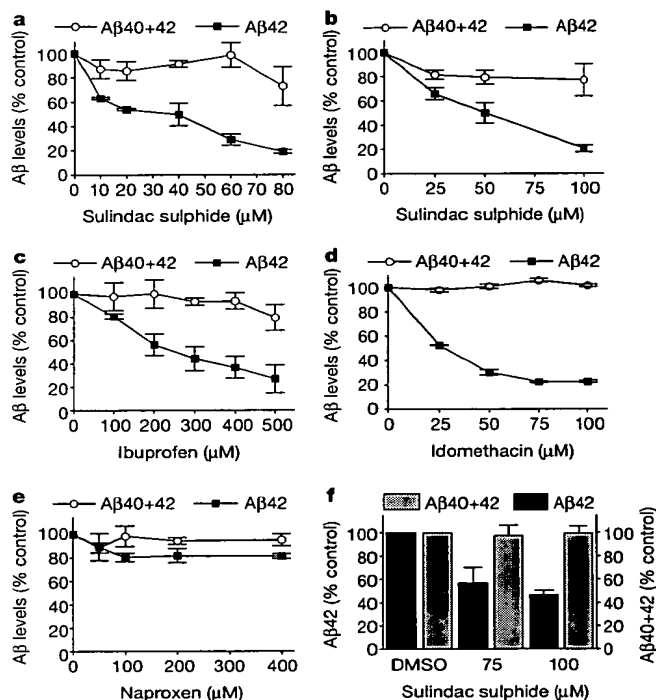 a
Aβ40+42 Aβ42
Aβ levels (% control)
100
80
60
40
20
0
0 10 20 40 60 80
Sulindac sulphide (μM)
b
Aβ40+42 Aβ42
Aβ levels (% control)
100
80
60
40
20
0
0 25 50 75 100
Sulindac sulphide (μM)
c
Aβ40+42 Aβ42
Aβ levels (% control)
100
80
60
40
20
0 100 200 300 400 500
Ibuprofen (μM)
d
Aβ40+42 Aβ42
Aβ levels (% control)
100
80
60
40
20
0
0 25 50 75 100
Idomethacin (μM)
e
Aβ40+42 Aβ42
Aβ levels (% control)
100
80
60
40
20
0 100 200 300 400
Naproxen (μM)
f
Aβ40+42 Aβ42
Aβ42 (% control)
100
80
60
40
20
100
80
60
40
20
0
Aβ40+42 (% control)
DMSO 75 100
Sulindac sulphide (μM)